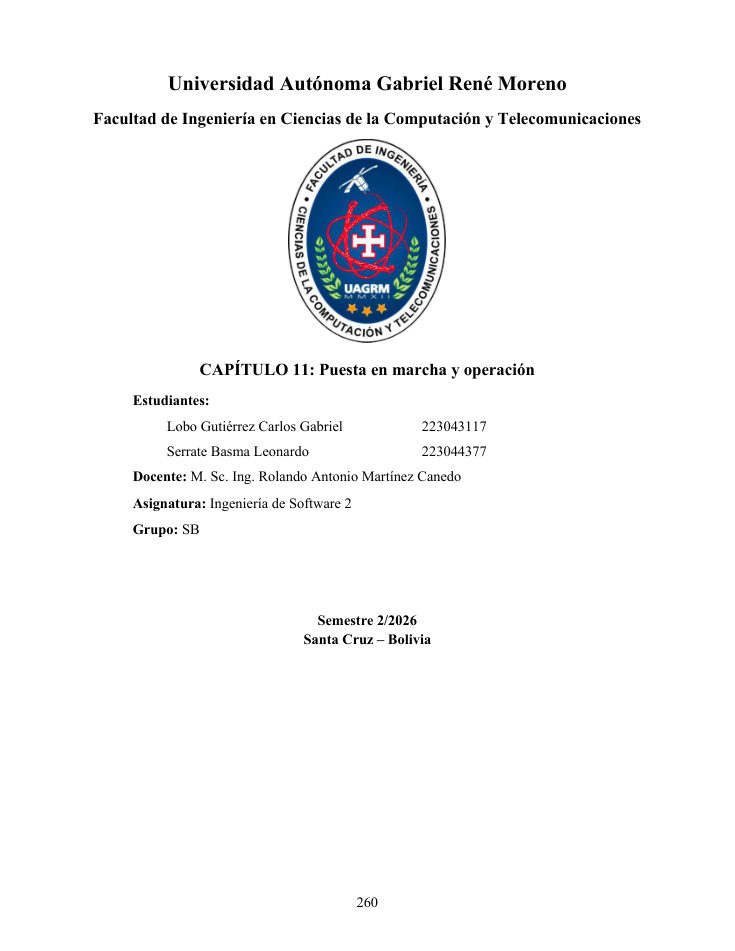 Universidad Autónoma Gabriel René Moreno
Facultad de Ingeniería en Ciencias de la Computación y Telecomunicaciones
• FACULTAD DE INGENIERÍA •
CIENCIAS DE LA COMPUTACIÓN Y TELECOMUNICACIONES
UAGRM
MMXII
CAPÍTULO 11: Puesta en marcha y operación
Estudiantes:
Lobo Gutiérrez Carlos Gabriel 223043117
Serrate Basma Leonardo 223044377
Docente: M. Sc. Ing. Rolando Antonio Martínez Canedo
Asignatura: Ingeniería de Software 2
Grupo: SB
Semestre 2/2026
Santa Cruz – Bolivia
260